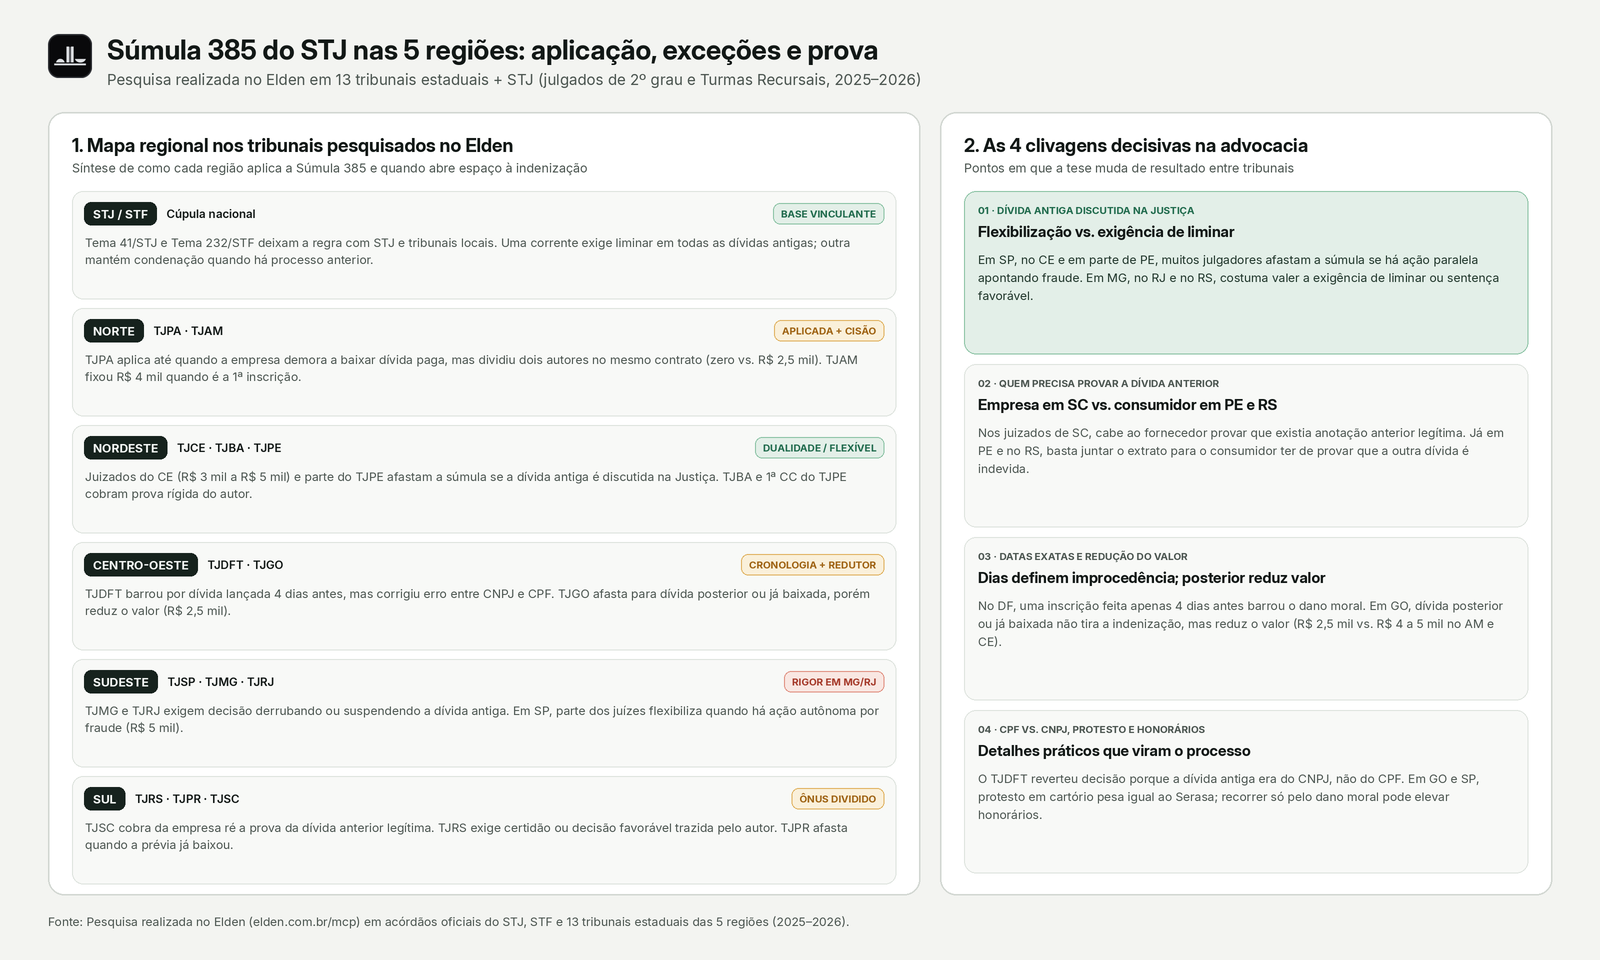 Súmula 385 do STJ nas 5 regiões: aplicação, exceções e prova
Pesquisa realizada no Elden em 13 tribunais estaduais + STJ (julgados de 2º grau e Turmas Recursais, 2025–2026)
1. Mapa regional nos tribunais pesquisados no Elden
Síntese de como cada região aplica a Súmula 385 e quando abre espaço à indenização
STJ / STF Cúpula nacional BASE VINCULANTE
Tema 41/STJ e Tema 232/STF deixam a regra com STJ e tribunais locais. Uma corrente exige liminar em todas as dívidas antigas; outra
mantém condenação quando há processo anterior.
NORTE TJPA · TJAM APLICADA + CISÃO
TJPA aplica até quando a empresa demora a baixar dívida paga, mas dividiu dois autores no mesmo contrato (zero vs. R$ 2,5 mil). TJAM
fixou R$ 4 mil quando é a 1ª inscrição.
NORDESTE TJCE · TJBA · TJPE DUALIDADE / FLEXÍVEL
Juizados do CE (R$ 3 mil a R$ 5 mil) e parte do TJPE afastam a súmula se a dívida antiga é discutida na Justiça. TJBA e 1ª CC do TJPE
cobram prova rígida do autor.
CENTRO-OESTE TJDFT · TJGO CRONOLOGIA + REDUTOR
TJDFT barrou por dívida lançada 4 dias antes, mas corrigiu erro entre CNPJ e CPF. TJGO afasta para dívida posterior ou já baixada, porém
reduz o valor (R$ 2,5 mil).
SUDESTE TJSP · TJMG · TJRJ RIGOR EM MG/RJ
TJMG e TJRJ exigem decisão derrubando ou suspendendo a dívida antiga. Em SP, parte dos juízes flexibiliza quando há ação autônoma por
fraude (R$ 5 mil).
SUL TJRS · TJPR · TJSC ÔNUS DIVIDIDO
TJSC cobra da empresa ré a prova da dívida anterior legítima. TJRS exige certidão ou decisão favorável trazida pelo autor. TJPR afasta
quando a prévia já baixou.
2. As 4 clivagens decisivas na advocacia
Pontos em que a tese muda de resultado entre tribunais
01 · DÍVIDA ANTIGA DISCUTIDA NA JUSTIÇA
Flexibilização vs. exigência de liminar
Em SP, no CE e em parte de PE, muitos julgadores afastam a súmula se há ação paralela
apontando fraude. Em MG, no RJ e no RS, costuma valer a exigência de liminar ou sentença
favorável.
02 · QUEM PRECISA PROVAR A DÍVIDA ANTERIOR
Empresa em SC vs. consumidor em PE e RS
Nos juizados de SC, cabe ao fornecedor provar que existia anotação anterior legítima. Já em
PE e no RS, basta juntar o extrato para o consumidor ter de provar que a outra dívida é
indevida.
03 · DATAS EXATAS E REDUÇÃO DO VALOR
Dias definem improcedência; posterior reduz valor
No DF, uma inscrição feita apenas 4 dias antes barrou o dano moral. Em GO, dívida posterior
ou já baixada não tira a indenização, mas reduz o valor (R$ 2,5 mil vs. R$ 4 a 5 mil no AM e
CE).
04 · CPF VS. CNPJ, PROTESTO E HONORÁRIOS
Detalhes práticos que viram o processo
O TJDFT reverteu decisão porque a dívida antiga era do CNPJ, não do CPF. Em GO e SP,
protesto em cartório pesa igual ao Serasa; recorrer só pelo dano moral pode elevar
honorários.
Fonte: Pesquisa realizada no Elden (elden.com.br/mcp) em acórdãos oficiais do STJ, STF e 13 tribunais estaduais das 5 regiões (2025–2026).